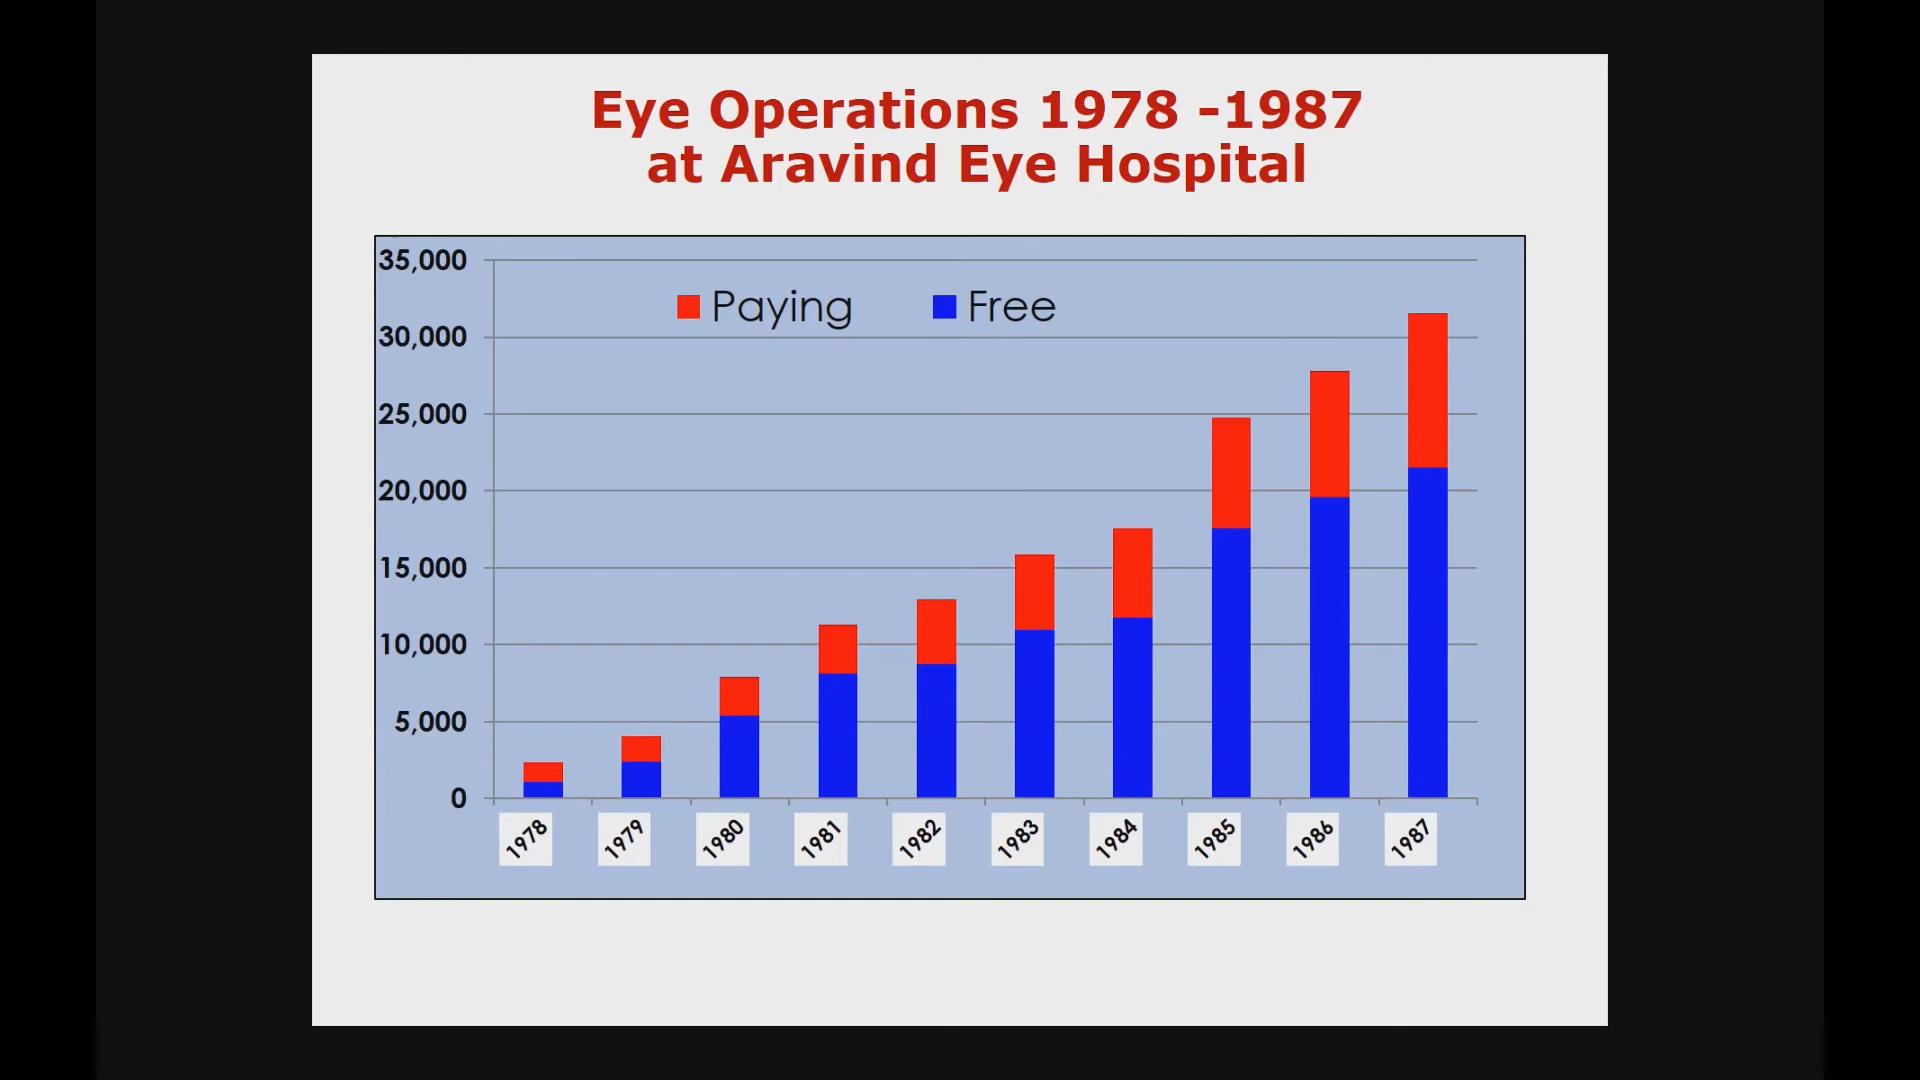 Eye Operations 1978 -1987
at Aravind Eye Hospital
35,000
Paying Free
30,000
25,000
20,000
15,000
10,000
5,000
0
1978 1979 1980 1981 1982 1983 1984 1985 1986 1987